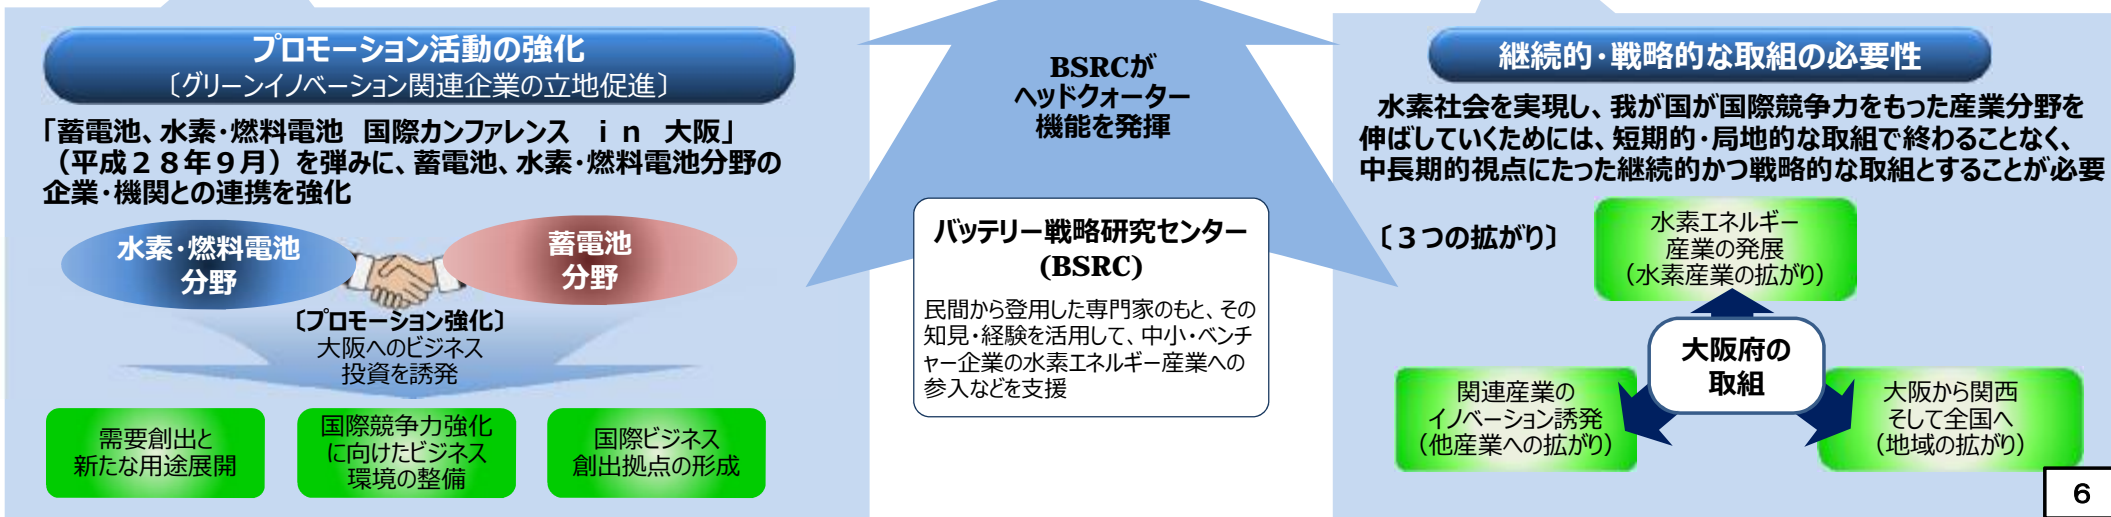 プロモーション活動の強化
〔グリーンイノベーション関連企業の立地促進〕
「蓄電池、水素・燃料電池　国際カンファレンス　ｉｎ　大阪」
（平成２８年９月）を弾みに、蓄電池、水素・燃料電池分野の
企業・機関との連携を強化
水素・燃料電池
分野
蓄電池
分野
〔プロモーション強化〕
大阪へのビジネス
投資を誘発
需要創出と
新たな用途展開
国際競争力強化
に向けたビジネス
環境の整備
国際ビジネス
創出拠点の形成
BSRCが
ヘッドクォーター
機能を発揮
バッテリー戦略研究センター
(BSRC)
民間から登用した専門家のもと、その
知見・経験を活用して、中小・ベンチ
ャー企業の水素エネルギー産業への
参入などを支援
継続的・戦略的な取組の必要性
水素社会を実現し、我が国が国際競争力をもった産業分野を
伸ばしていくためには、短期的・局地的な取組で終わることなく、
中長期的視点にたった継続的かつ戦略的な取組とすることが必要
〔３つの拡がり〕
水素エネルギー
産業の発展
（水素産業の拡がり）
大阪府の
取組
関連産業の
イノベーション誘発
（他産業への拡がり）
大阪から関西
そして全国へ
（地域の拡がり）
6